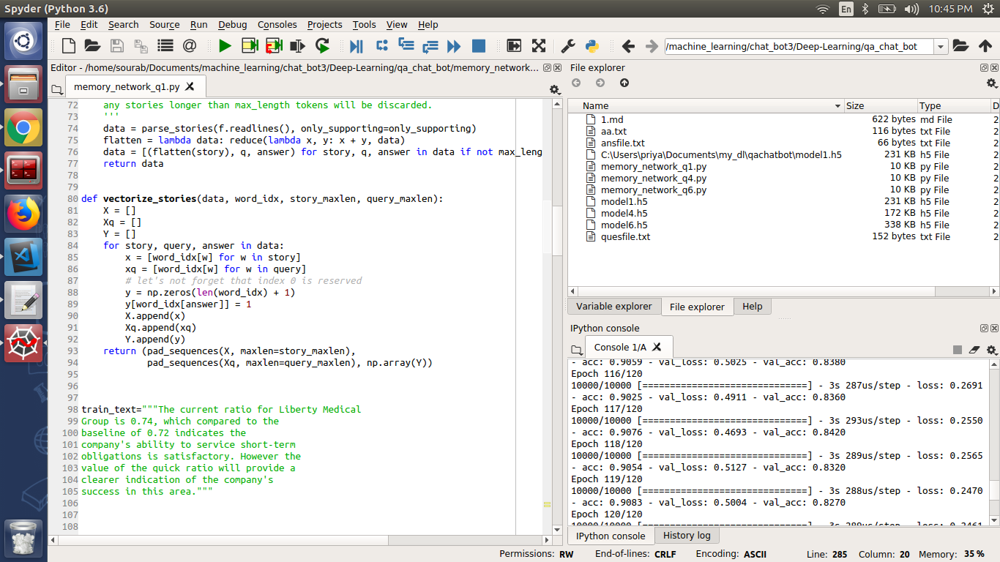 Spyder (Python 3.6)
En
10:45 PM
File Edit Search Source Run Debug Consoles Projects Tools View Help
/machine_learning/chat_bot3/Deep-Learning/qa_chat_bot
Editor - /home/sourab/Documents/machine_learning/chat_bot3/Deep-Learning/qa_chat_bot/memory_network...
memory_network_q1.py
72 any stories longer than max_length tokens will be discarded.
73 '''
74 data = parse_stories(f.readlines(), only_supporting=only_supporting)
75 flatten = lambda data: reduce(lambda x, y: x + y, data)
76 data = [(flatten(story), q, answer) for story, q, answer in data if not max_leng
77 return data
78
79
80 def vectorize_stories(data, word_idx, story_maxlen, query_maxlen):
81 X = []
82 Xq = []
83 Y = []
84 for story, query, answer in data:
85 x = [word_idx[w] for w in story]
86 xq = [word_idx[w] for w in query]
87 # let's not forget that index 0 is reserved
88 y = np.zeros(len(word_idx) + 1)
89 y[word_idx[answer]] = 1
90 X.append(x)
91 Xq.append(xq)
92 Y.append(y)
93 return (pad_sequences(X, maxlen=story_maxlen),
94 pad_sequences(Xq, maxlen=query_maxlen), np.array(Y))
95
96
97
98 train_text="""The current ratio for Liberty Medical
99 Group is 0.74, which compared to the
100 baseline of 0.72 indicates the
101 company's ability to service short-term
102 obligations is satisfactory. However the
103 value of the quick ratio will provide a
104 clearer indication of the company's
105 success in this area."""
106
107
108
File explorer
Name Size Type D
1.md 622 bytes md File 2
aa.txt 116 bytes txt File 2
ansfile.txt 66 bytes txt File 2
C:\Users\priya\Documents\my_dl\qachatbot\model1.h5 231 KB h5 File 2
memory_network_q1.py 10 KB py File 2
memory_network_q4.py 10 KB py File 2
memory_network_q6.py 10 KB py File 2
model1.h5 231 KB h5 File 2
model4.h5 172 KB h5 File 2
model6.h5 338 KB h5 File 2
quesfile.txt 152 bytes txt File 2
Variable explorer File explorer Help
IPython console
Console 1/A
- acc: 0.9059 - val_loss: 0.5025 - val_acc: 0.8380
Epoch 116/120
10000/10000 [==============================] - 3s 287us/step - loss: 0.2691
- acc: 0.9025 - val_loss: 0.4911 - val_acc: 0.8360
Epoch 117/120
10000/10000 [==============================] - 3s 293us/step - loss: 0.2550
- acc: 0.9076 - val_loss: 0.4693 - val_acc: 0.8420
Epoch 118/120
10000/10000 [==============================] - 3s 289us/step - loss: 0.2565
- acc: 0.9054 - val_loss: 0.5127 - val_acc: 0.8320
Epoch 119/120
10000/10000 [==============================] - 3s 288us/step - loss: 0.2470
- acc: 0.9083 - val_loss: 0.5004 - val_acc: 0.8270
Epoch 120/120
10000/10000 [==============================] - 3s 289us/step - loss: 0.2461
IPython console History log
Permissions: RW End-of-lines: CRLF Encoding: ASCII Line: 285 Column: 20 Memory: 35 %